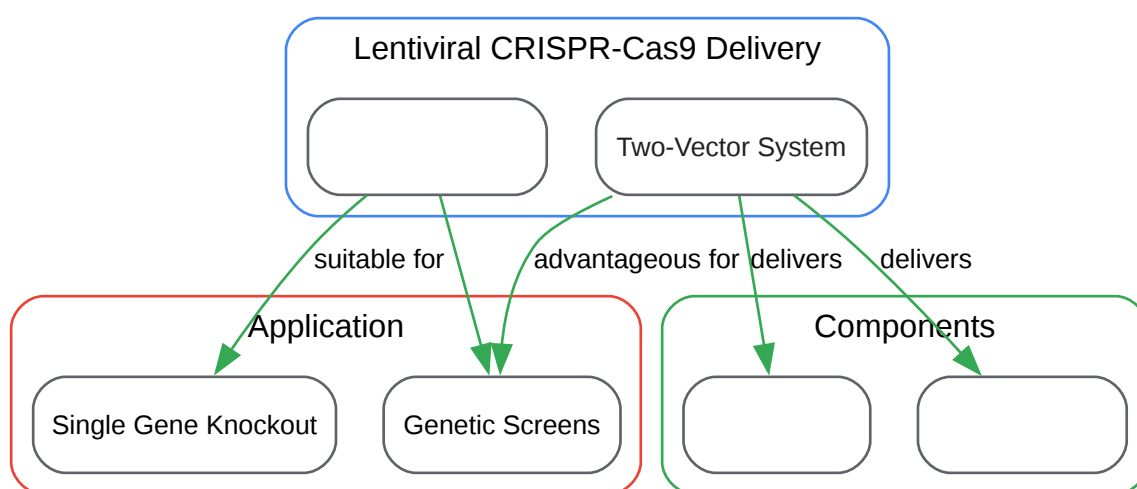 Lentiviral CRISPR-Cas9 Delivery
Two-Vector System
suitable for
advantageous for
delivers
delivers
Application
Components
Single Gene Knockout
Genetic Screens